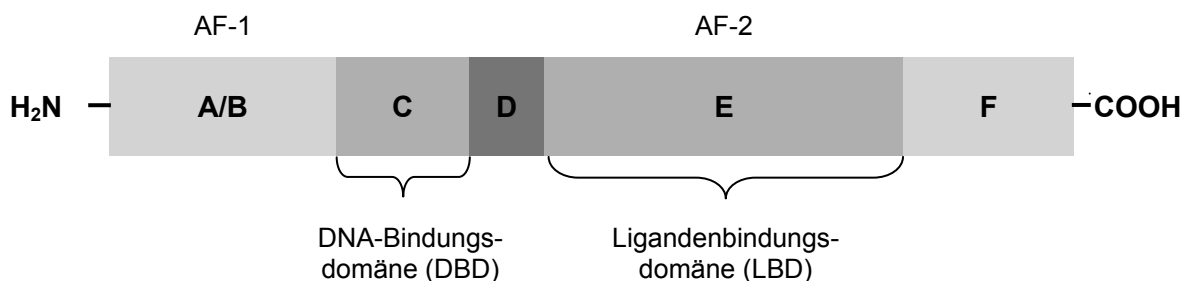 AF-1 AF-2
H₂N A/B C D E F COOH
DNA-Bindungs-
domäne (DBD)
Ligandenbindungs-
domäne (LBD)